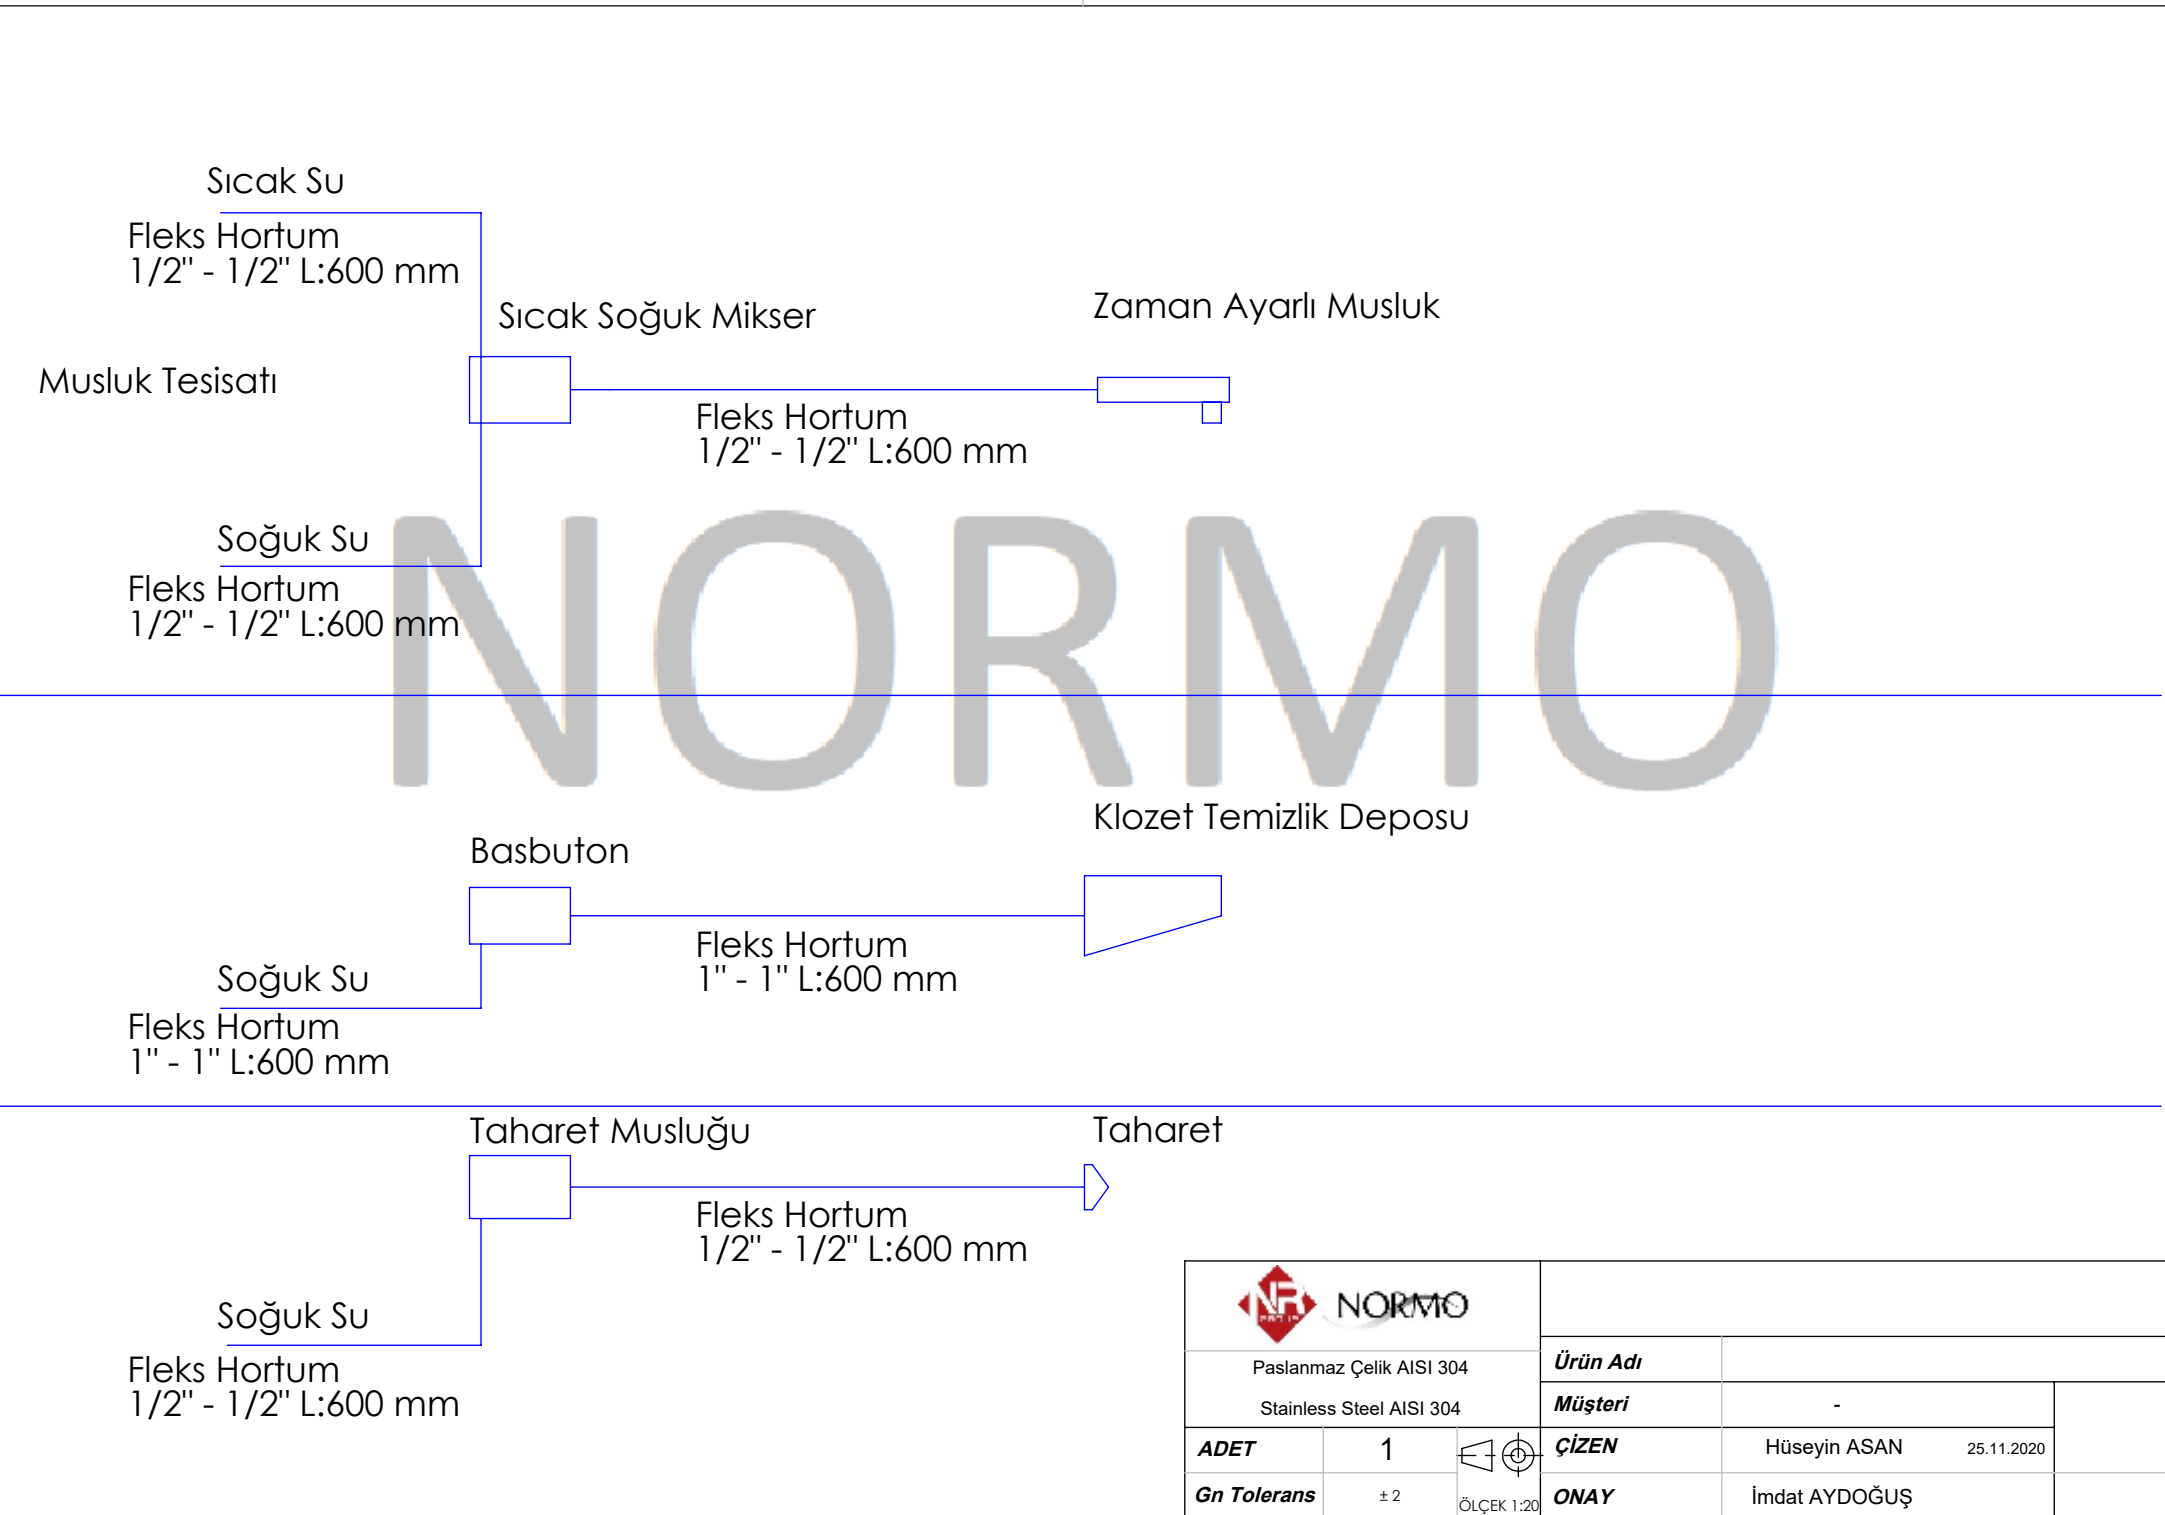 Sıcak Su
Fleks Hortum
1/2" - 1/2" L:600 mm
Sıcak Soğuk Mikser
Zaman Ayarlı Musluk
Musluk Tesisatı
Fleks Hortum
1/2" - 1/2" L:600 mm
Soğuk Su
Fleks Hortum
1/2" - 1/2" L:600 mm
NORMO
Klozet Temizlik Deposu
Basbuton
Fleks Hortum
1" - 1" L:600 mm
Soğuk Su
Fleks Hortum
1" - 1" L:600 mm
Taharet Musluğu
Taharet
Fleks Hortum
1/2" - 1/2" L:600 mm
Soğuk Su
Fleks Hortum
1/2" - 1/2" L:600 mm
NORMO
Paslanmaz Çelik AISI 304
Stainless Steel AISI 304
Ürün Adı
Müşteri -
ADET 1
ÇİZEN Hüseyin ASAN 25.11.2020
Gn Tolerans ± 2
ÖLÇEK 1:20
ONAY İmdat AYDOĞUŞ